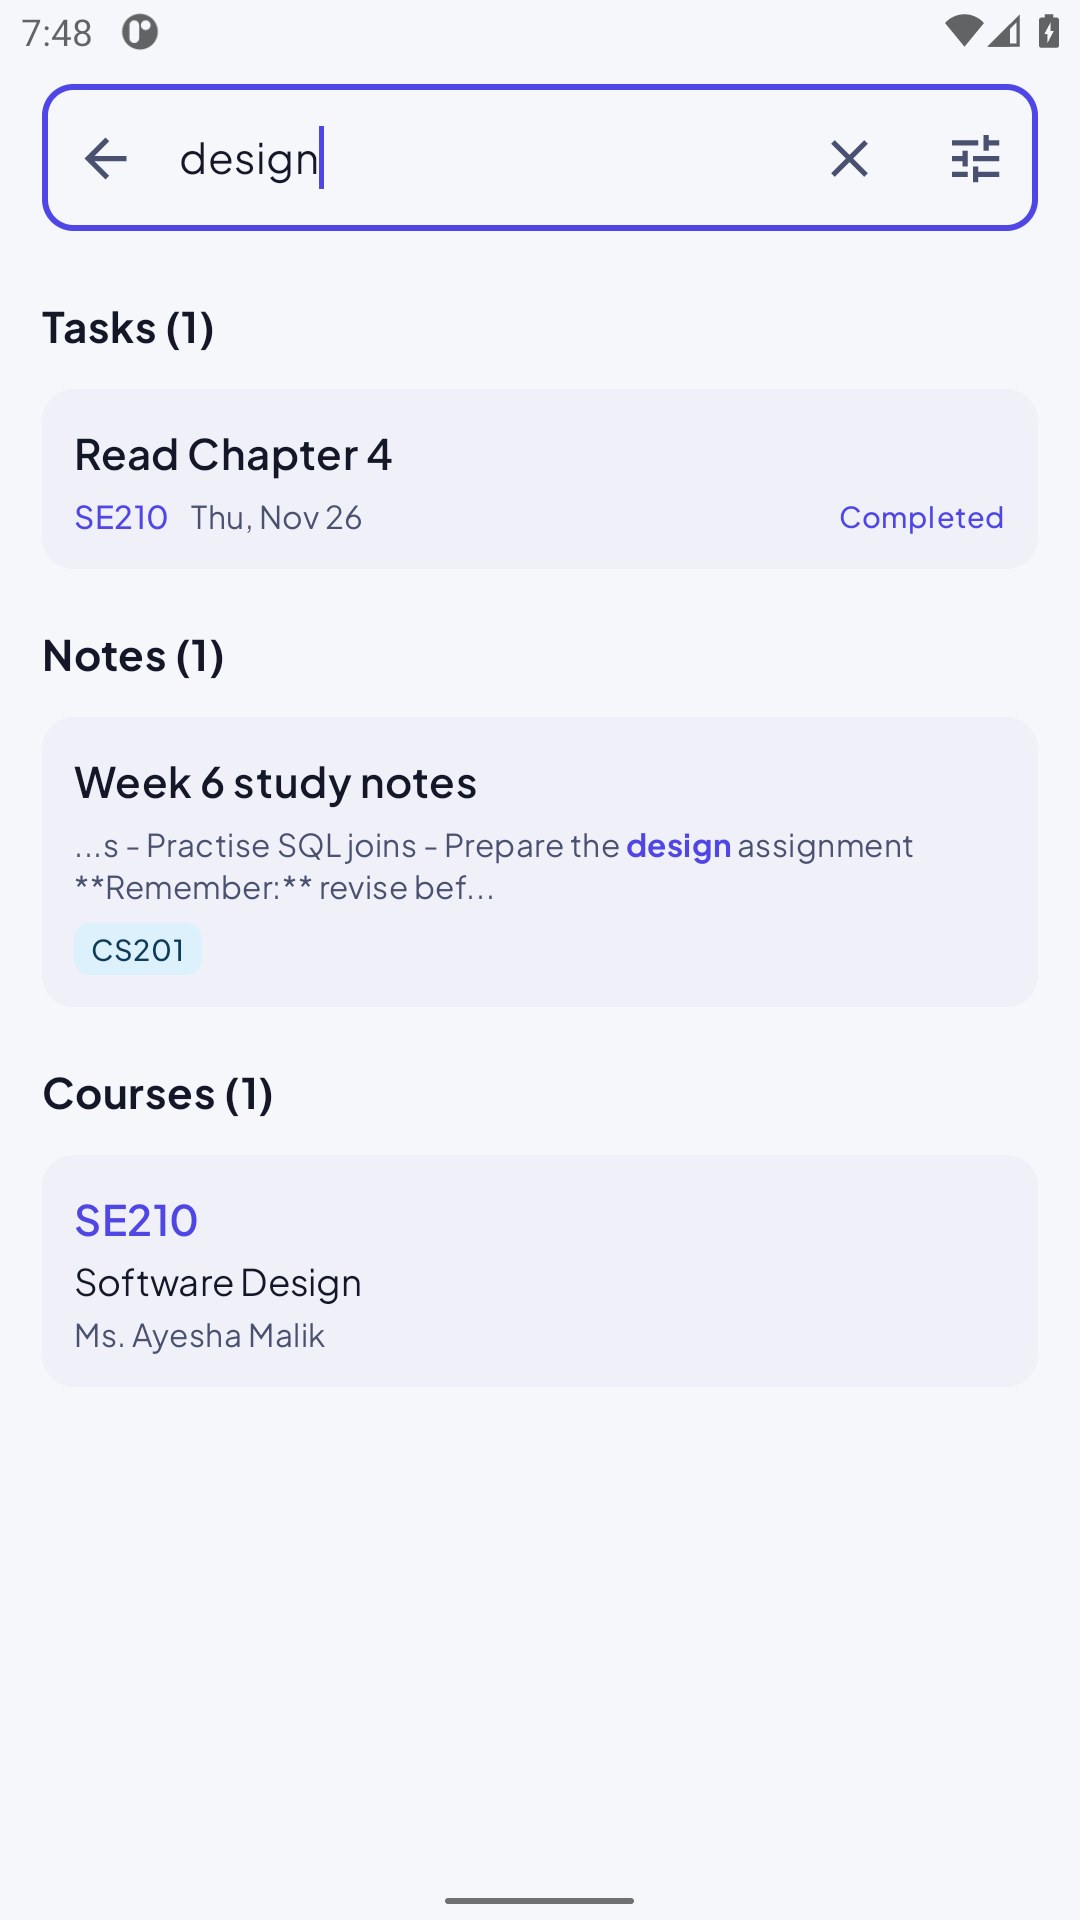 7:48
design
Tasks (1)
Read Chapter 4
SE210 Thu, Nov 26 Completed
Notes (1)
Week 6 study notes
...s - Practise SQL joins - Prepare the design assignment
**Remember:** revise bef...
CS201
Courses (1)
SE210
Software Design
Ms. Ayesha Malik